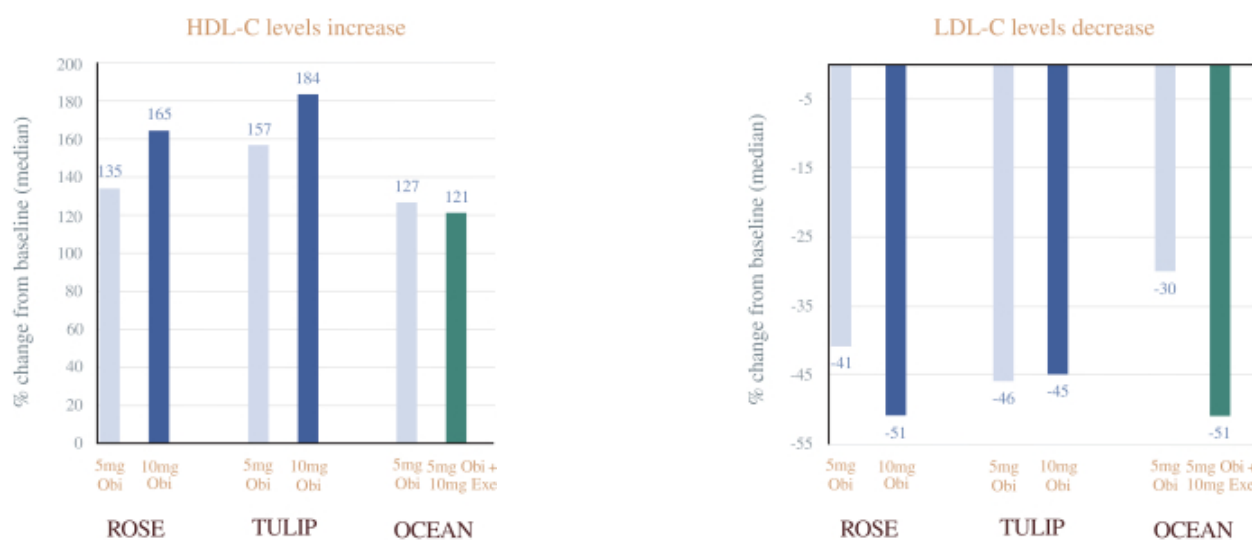 HDL-C levels increase
% change from baseline (median)
200
180
160
140
120
100
80
60
40
20
0
135
165
157
184
127
121
5mg
Obi
10mg
Obi
5mg
Obi
10mg
Obi
5mg
Obi
5mg Obi +
10mg Exe
ROSE
TULIP
OCEAN
LDL-C levels decrease
% change from baseline (median)
-5
-15
-25
-35
-45
-55
-41
-51
-46
-45
-30
-51
5mg
Obi
10mg
Obi
5mg
Obi
10mg
Obi
5mg
Obi
5mg Obi +
10mg Exe
ROSE
TULIP
OCEAN